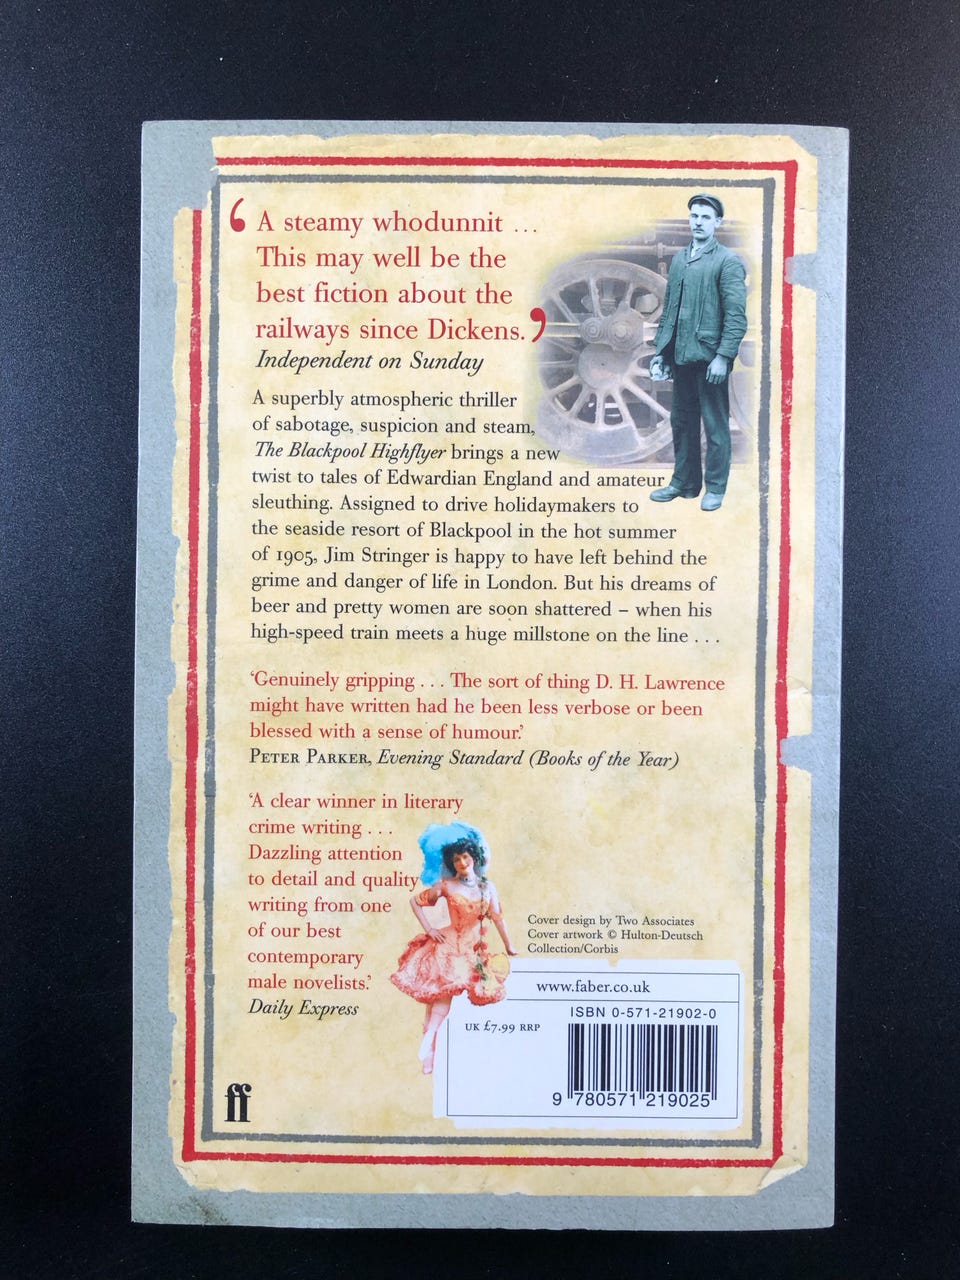 ‘ A steamy whodunnit ...
This may well be the
best fiction about the
railways since Dickens. ’
Independent on Sunday
A superbly atmospheric thriller
of sabotage, suspicion and steam,
The Blackpool Highflyer brings a new
twist to tales of Edwardian England and amateur
sleuthing. Assigned to drive holidaymakers to
the seaside resort of Blackpool in the hot summer
of 1905, Jim Stringer is happy to have left behind the
grime and danger of life in London. But his dreams of
beer and pretty women are soon shattered – when his
high-speed train meets a huge millstone on the line . . .
‘Genuinely gripping . . . The sort of thing D. H. Lawrence
might have written had he been less verbose or been
blessed with a sense of humour.’
PETER PARKER, Evening Standard (Books of the Year)
‘A clear winner in literary
crime writing . . .
Dazzling attention
to detail and quality
writing from one
of our best
contemporary
male novelists.’
Daily Express
Cover design by Two Associates
Cover artwork © Hulton-Deutsch
Collection/Corbis
www.faber.co.uk
ISBN 0-571-21902-0
UK £7.99 RRP
9 780571 219025
ff